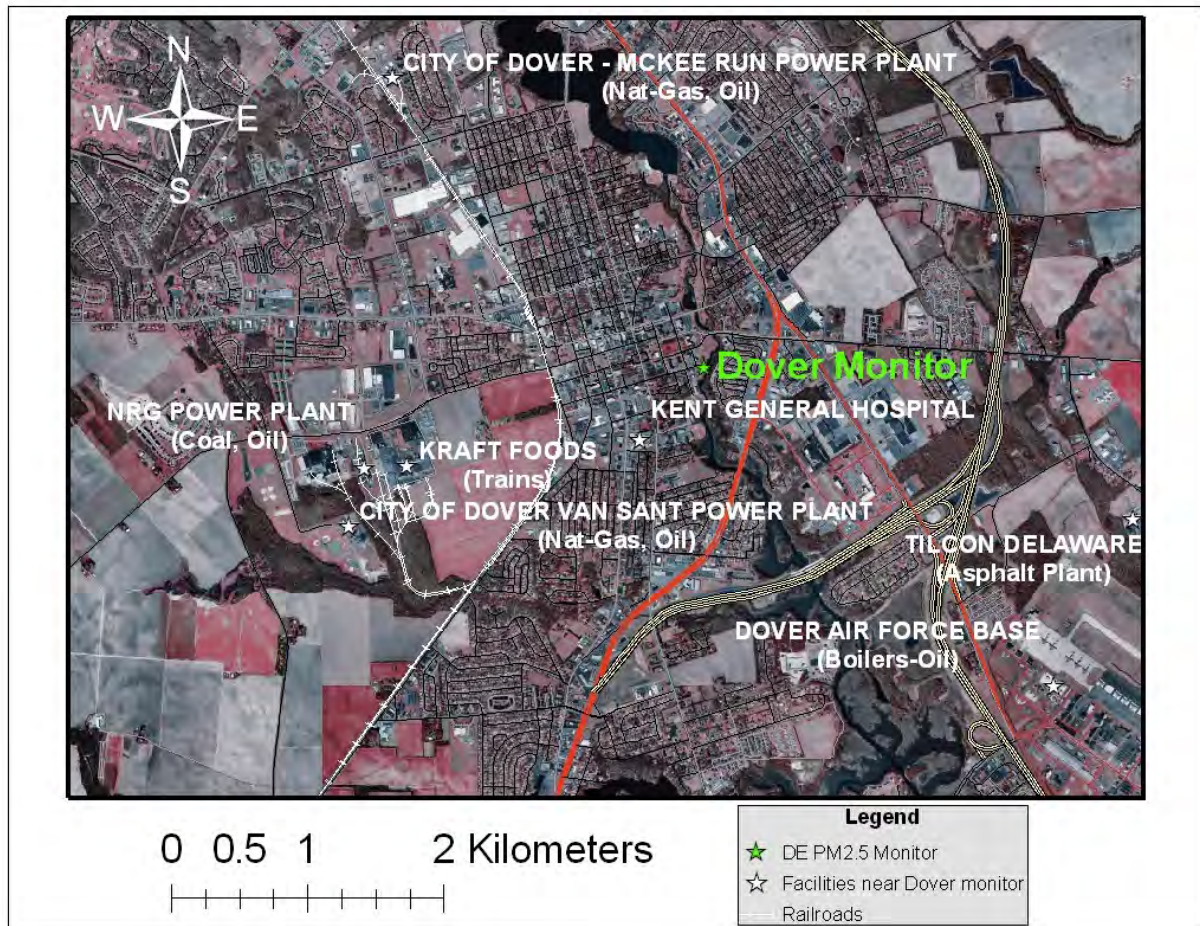 N
W E
S
CITY OF DOVER - MCKEE RUN POWER PLANT
(Nat-Gas, Oil)
Dover Monitor
NRG POWER PLANT
(Coal, Oil)
KENT GENERAL HOSPITAL
KRAFT FOODS
(Trains)
CITY OF DOVER VAN SANT POWER PLANT
(Nat-Gas, Oil)
TILCON DELAWARE
(Asphalt Plant)
DOVER AIR FORCE BASE
(Boilers-Oil)
0 0.5 1 2 Kilometers
Legend
DE PM2.5 Monitor
Facilities near Dover monitor
Railroads